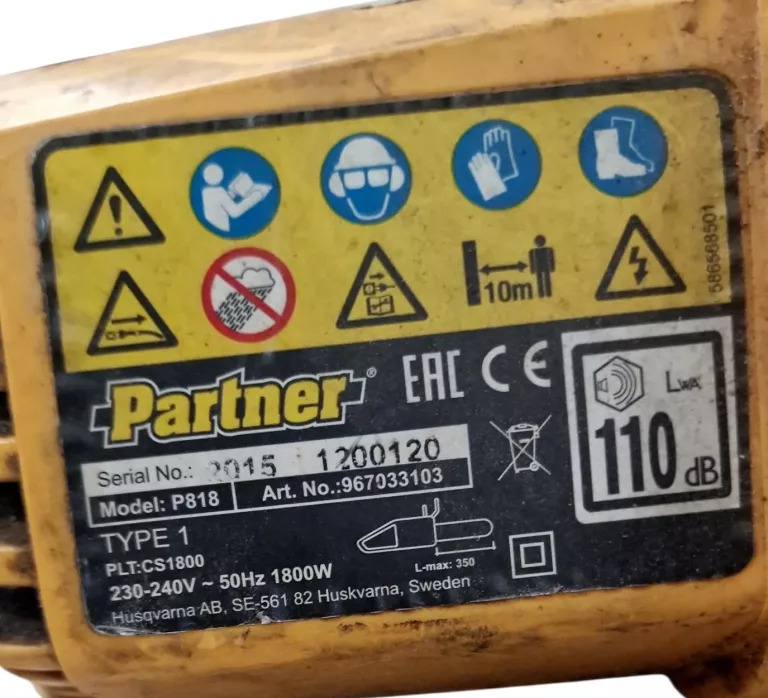 10m
586568501
Partner®
EAC CE
LWA
110 dB
Serial No.: 2015 1200120
Model: P818
Art. No.:967033103
TYPE 1
PLT:CS1800
L-max: 350
230-240V ~ 50Hz 1800W
Husqvarna AB, SE-561 82 Huskvarna, Sweden